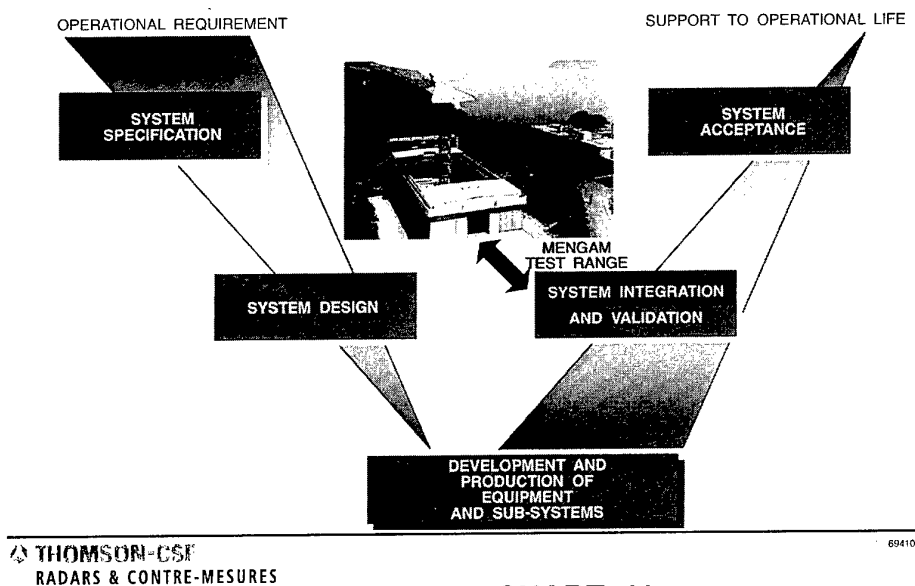 OPERATIONAL REQUIREMENT
SUPPORT TO OPERATIONAL LIFE
SYSTEM
SPECIFICATION
SYSTEM
ACCEPTANCE
MENGAM
TEST RANGE
SYSTEM DESIGN
SYSTEM INTEGRATION
AND VALIDATION
DEVELOPMENT AND
PRODUCTION OF
EQUIPMENT
AND SUB-SYSTEMS
THOMSON-CSF
RADARS & CONTRE-MESURES
69410